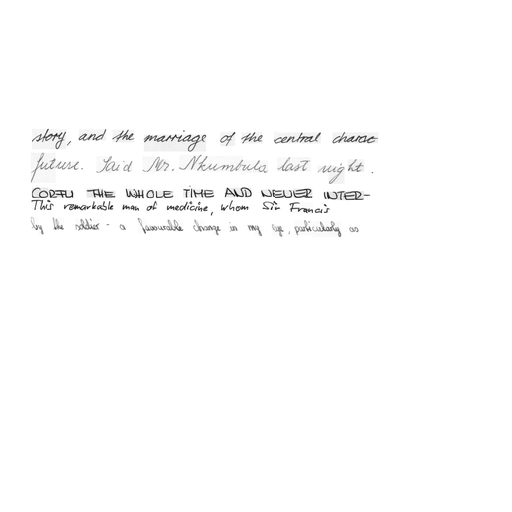 story, and the marriage of the central charac
future. Said Mr. Nkumbula last night.
CORFU THE WHOLE TIME AND NEVER INTER-
This remarkable man of medicine, whom Sir Francis
by the soldier - a favourable change in my eye, particularly as